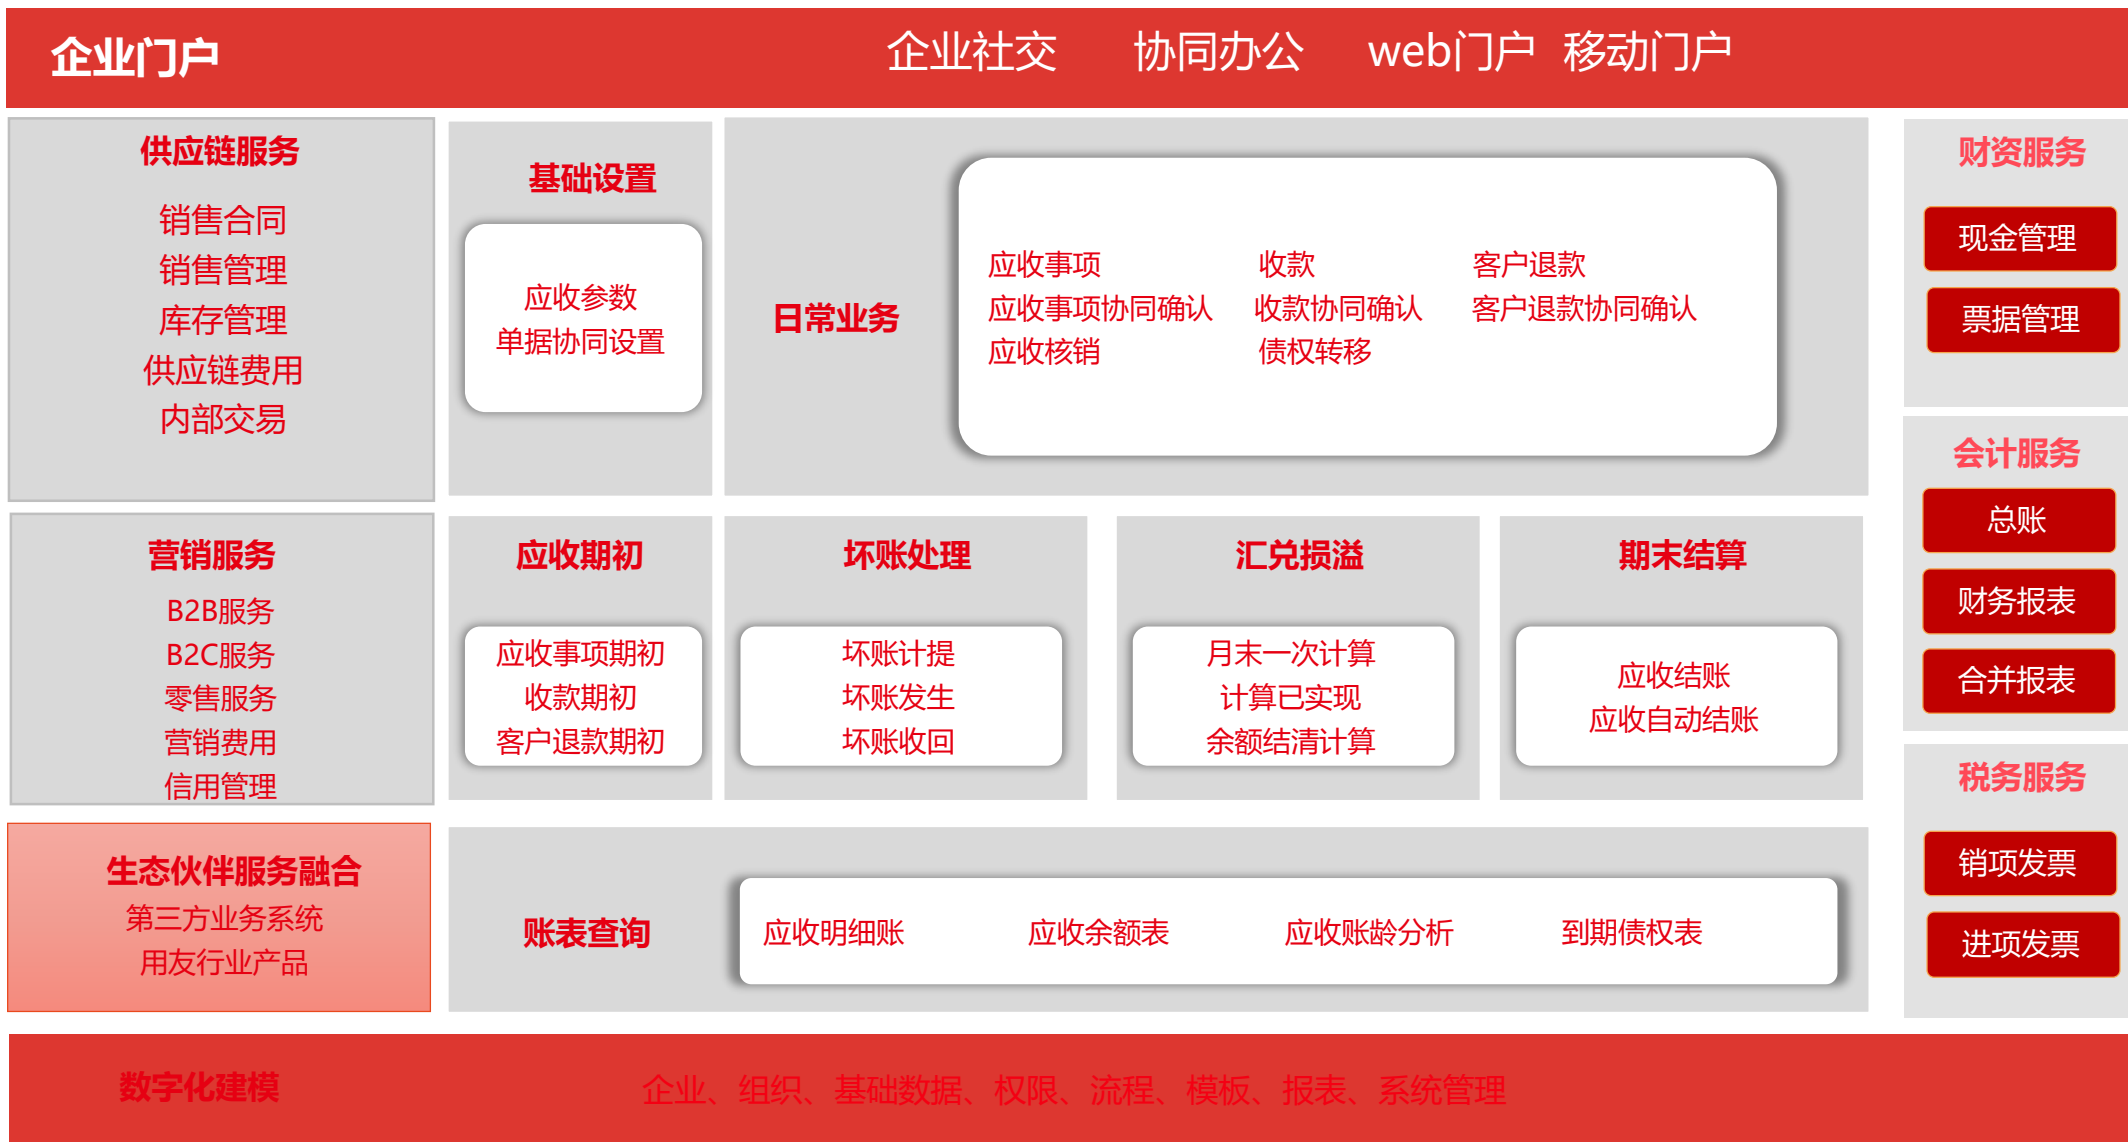 企业门户
企业社交 协同办公 web门户 移动门户
供应链服务
销售合同
销售管理
库存管理
供应链费用
内部交易
基础设置
应收参数
单据协同设置
日常业务
应收事项 收款 客户退款
应收事项协同确认 收款协同确认 客户退款协同确认
应收核销 债权转移
财资服务
现金管理
票据管理
会计服务
总账
财务报表
合并报表
营销服务
B2B服务
B2C服务
零售服务
营销费用
信用管理
应收期初
应收事项期初
收款期初
客户退款期初
坏账处理
坏账计提
坏账发生
坏账收回
汇兑损溢
月末一次计算
计算已实现
余额结清计算
期末结算
应收结账
应收自动结账
税务服务
销项发票
进项发票
生态伙伴服务融合
第三方业务系统
用友行业产品
账表查询
应收明细账 应收余额表 应收账龄分析 到期债权表
数字化建模
企业、组织、基础数据、权限、流程、模板、报表、系统管理